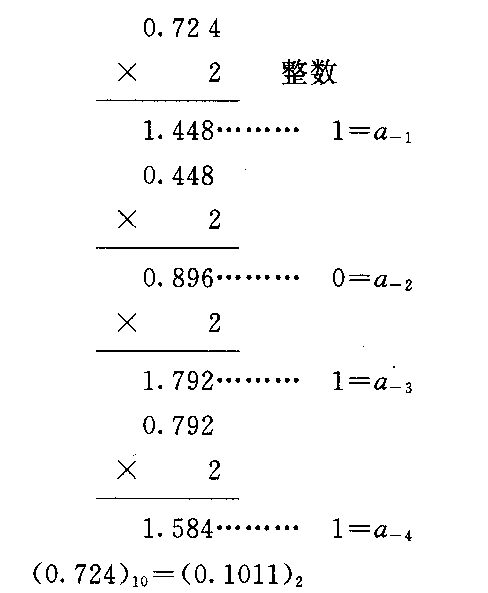 0.724
× 2 整数
1.448⋯⋯⋯ 1=a₋₁
0.448
× 2
0.896⋯⋯⋯ 0=a₋₂
× 2
1.792⋯⋯⋯ 1=a₋₃
0.792
× 2
1.584⋯⋯⋯ 1=a₋₄
(0.724)₁₀=(0.1011)₂